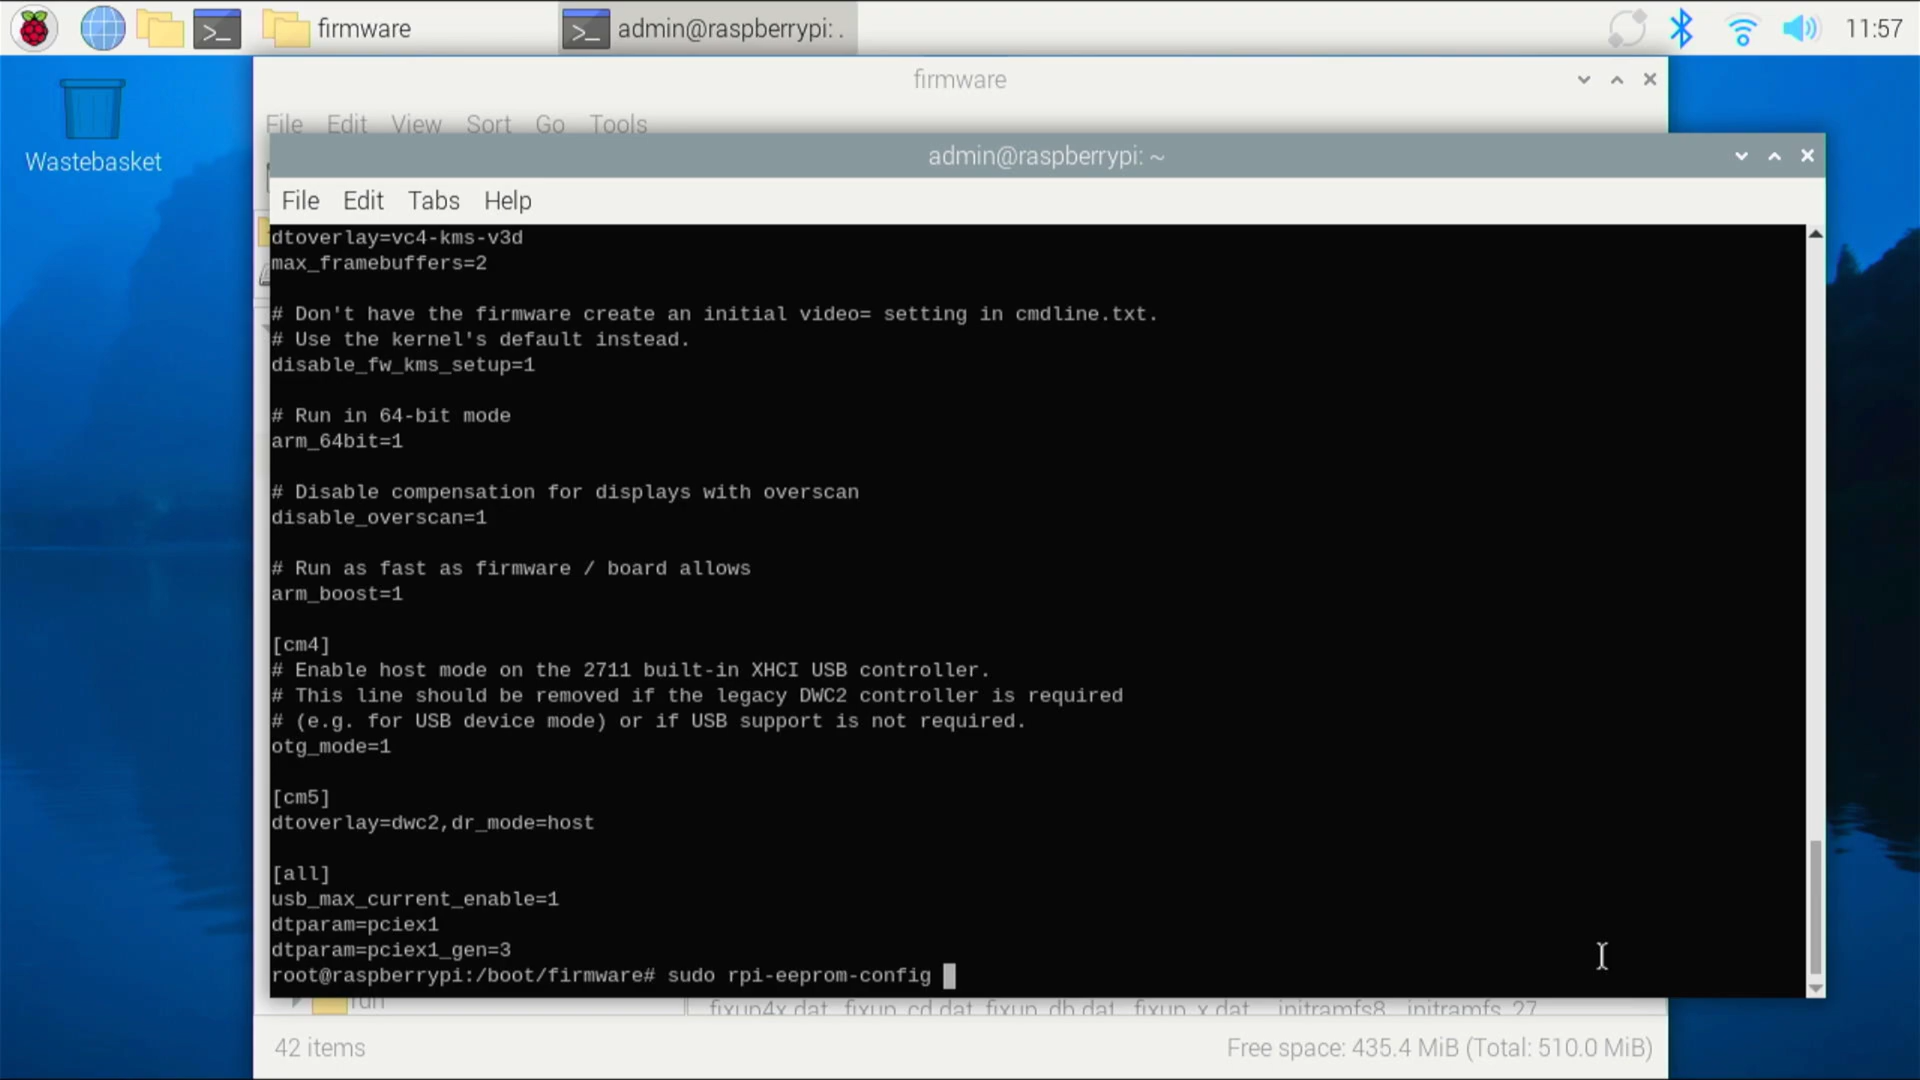 firmware
admin@raspberrypi: .
11:57
Wastebasket
firmware
File Edit View Sort Go Tools
admin@raspberrypi: ~
File Edit Tabs Help
dtoverlay=vc4-kms-v3d
max_framebuffers=2
# Don't have the firmware create an initial video= setting in cmdline.txt.
# Use the kernel's default instead.
disable_fw_kms_setup=1
# Run in 64-bit mode
arm_64bit=1
# Disable compensation for displays with overscan
disable_overscan=1
# Run as fast as firmware / board allows
arm_boost=1
[cm4]
# Enable host mode on the 2711 built-in XHCI USB controller.
# This line should be removed if the legacy DWC2 controller is required
# (e.g. for USB device mode) or if USB support is not required.
otg_mode=1
[cm5]
dtoverlay=dwc2,dr_mode=host
[all]
usb_max_current_enable=1
dtparam=pciex1
dtparam=pciex1_gen=3
root@raspberrypi:/boot/firmware# sudo rpi-eeprom-config
run fixup4x.dat fixup_cd.dat fixup_db.dat fixup_x.dat initramfs8 initramfs_27
42 items Free space: 435.4 MiB (Total: 510.0 MiB)